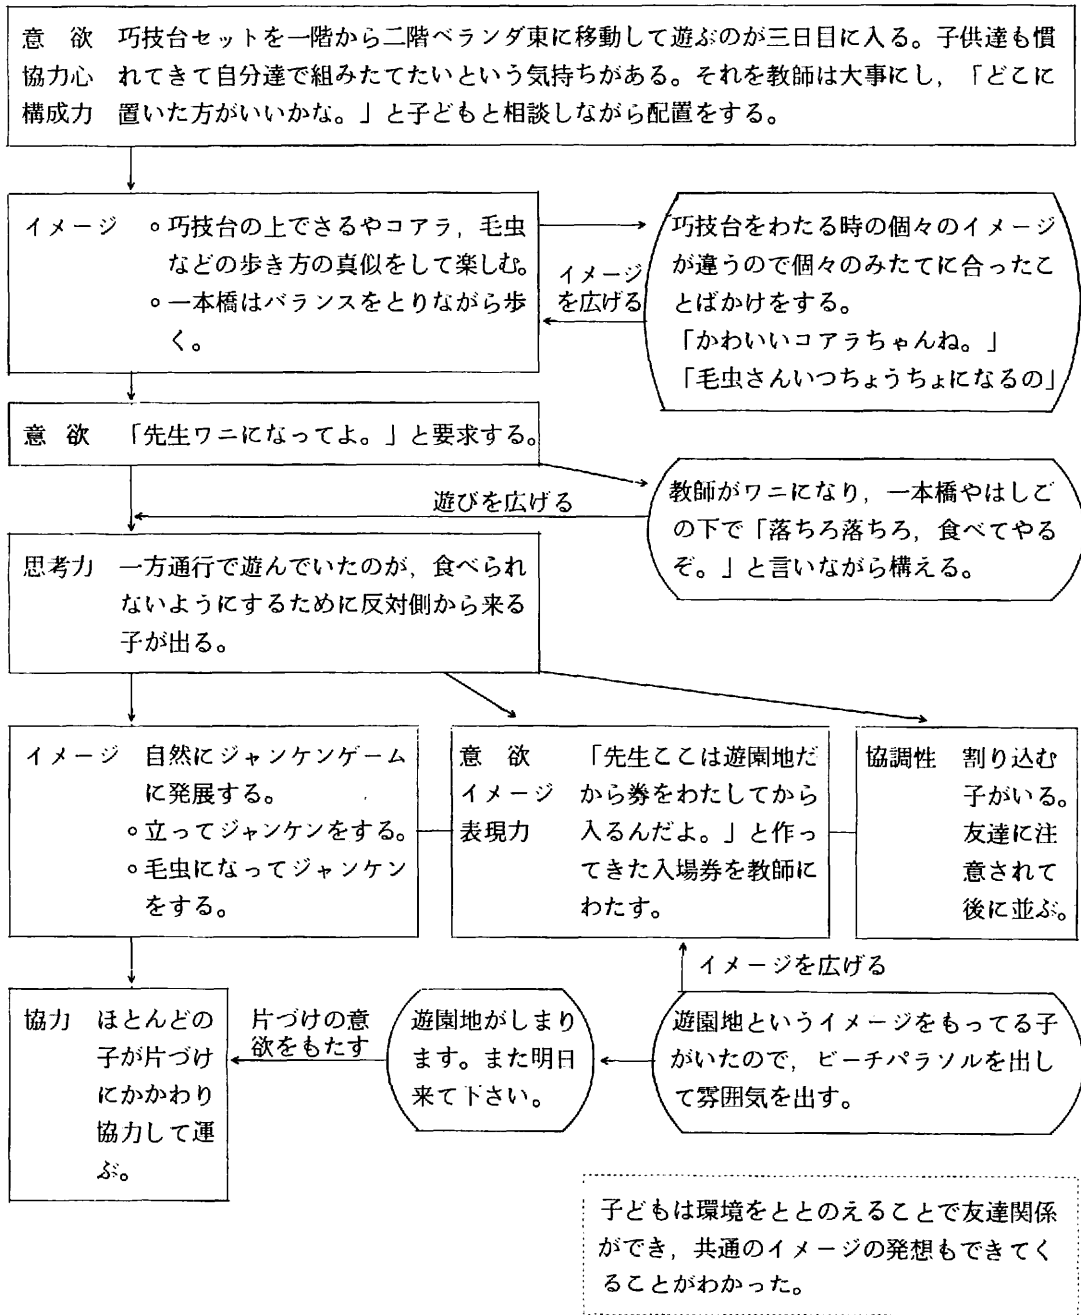 意　欲　巧技台セットを一階から二階ベランダ東に移動して遊ぶのが三日目に入る。子供達も慣
協力心　れてきて自分達で組みたてたいという気持ちがある。それを教師は大事にし，「どこに
構成力　置いた方がいいかな。」と子どもと相談しながら配置をする。
イメージ　○巧技台の上でさるやコアラ，毛虫
などの歩き方の真似をして楽しむ。
○一本橋はバランスをとりながら歩
く。
イメージ
を広げる
巧技台をわたる時の個々のイメージ
が違うので個々のみたてに合ったこ
とばかけをする。
「かわいいコアラちゃんね。」
「毛虫さんいつちょうちょになるの」
意　欲　「先生ワニになってよ。」と要求する。
遊びを広げる
教師がワニになり，一本橋やはしご
の下で「落ちろ落ちろ，食べてやる
ぞ。」と言いながら構える。
思考力　一方通行で遊んでいたのが，食べられ
ないようにするために反対側から来る
子が出る。
イメージ　自然にジャンケンゲーム
に発展する。
○立ってジャンケンをする。
○毛虫になってジャンケン
をする。
意　欲　「先生ここは遊園地だ
イメージ　から券をわたしてから
表現力　入るんだよ。」と作っ
てきた入場券を教師に
わたす。
協調性　割り込む
子がいる。
友達に注
意されて
後に並ぶ。
イメージを広げる
協力　ほとんどの
子が片づけ
にかかわり
協力して運
ぶ。
片づけの意
欲をもたす
遊園地がしまり
ます。また明日
来て下さい。
遊園地というイメージをもってる子
がいたので，ビーチパラソルを出し
て雰囲気を出す。
子どもは環境をととのえることで友達関係
ができ，共通のイメージの発想もできてく
ることがわかった。